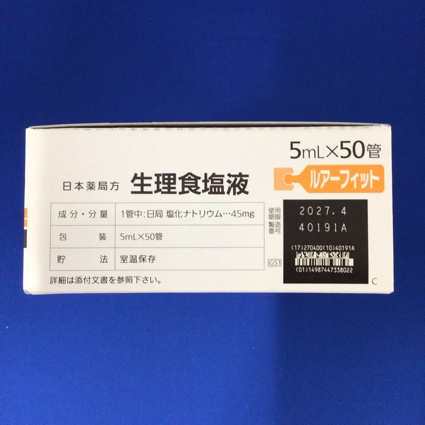 5mL×50管
日本薬局方 生理食塩液
ルアーフィット
成分・分量 1管中:日局 塩化ナトリウム…45mg
包装 5mL×50管
貯法 室温保存
詳細は添付文書を参照下さい。
使用期限 2027.4
製造番号 40191A
(17)270400(10)40191A
GS1
(01)14987447338022
C